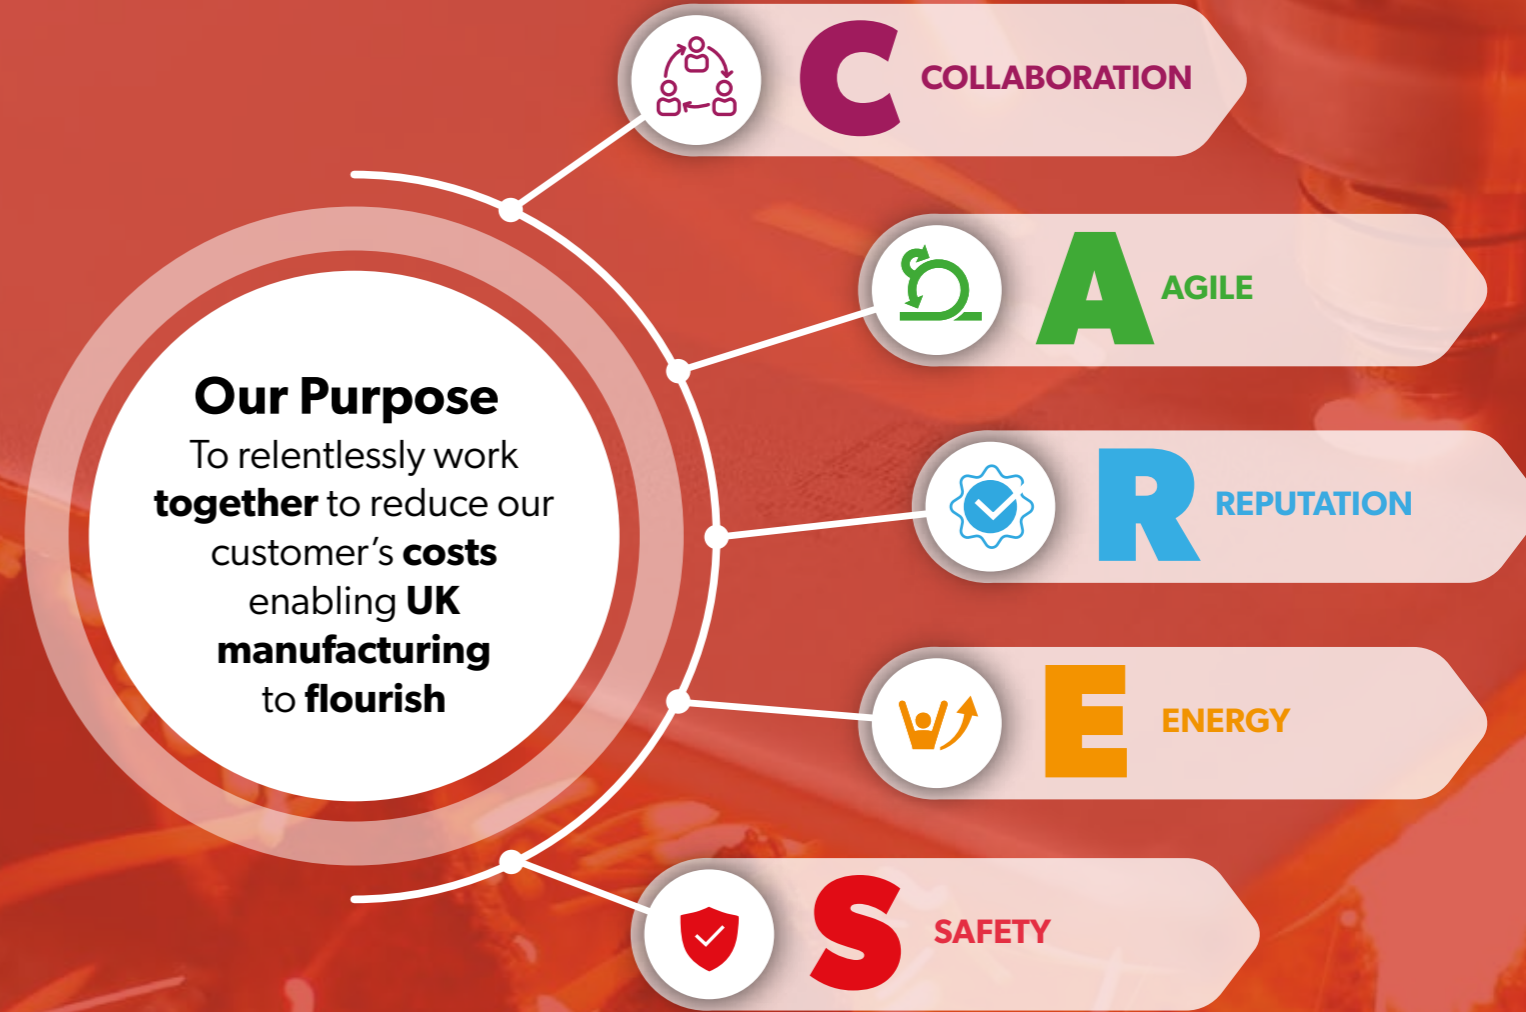 Our Purpose
To relentlessly work
together to reduce our
customer’s costs
enabling UK
manufacturing
to flourish
C COLLABORATION
A AGILE
R REPUTATION
E ENERGY
S SAFETY